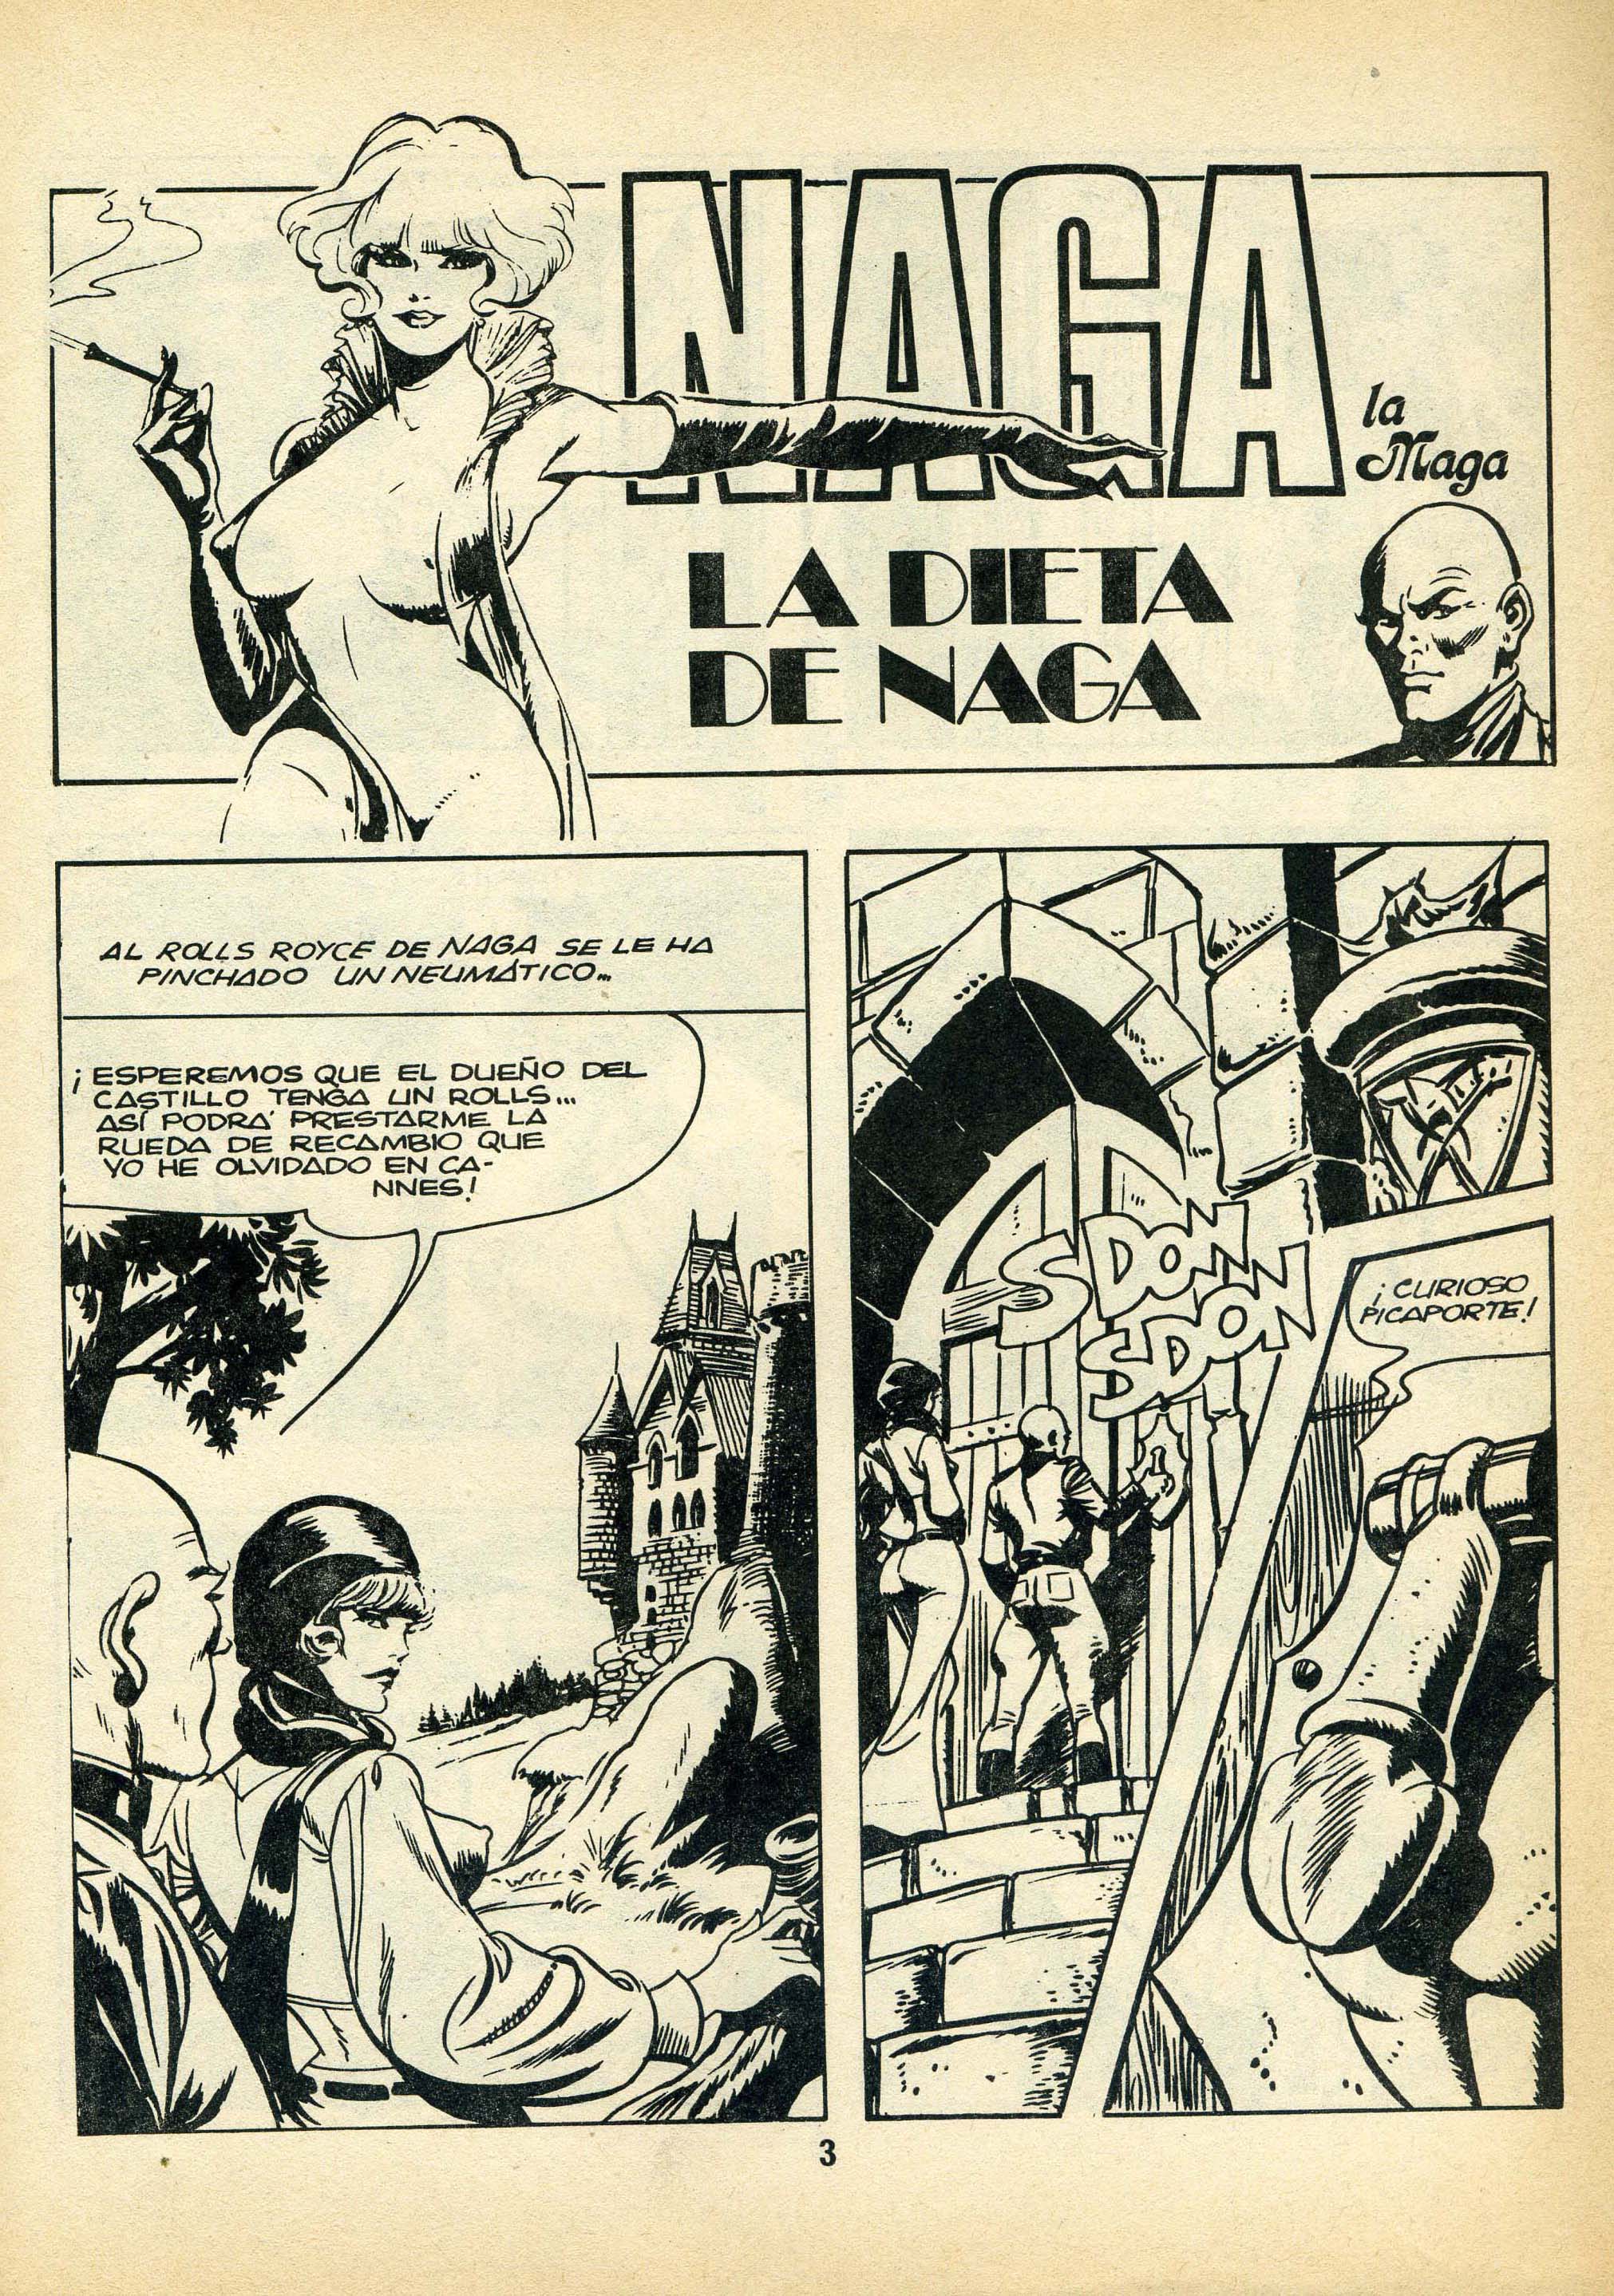 NAGA
la
Maga
LA DIETA
DE NAGA
AL ROLLS ROYCE DE NAGA SE LE HA
PINCHADO UN NEUMÁTICO...
¡ESPEREMOS QUE EL DUEÑO DEL
CASTILLO TENGA UN ROLLS...
ASÍ PODRÁ PRESTARME LA
RUEDA DE RECAMBIO QUE
YO HE OLVIDADO EN CA-
NNES!
SDONN
SDON
¡CURIOSO
PICAPORTE!
3